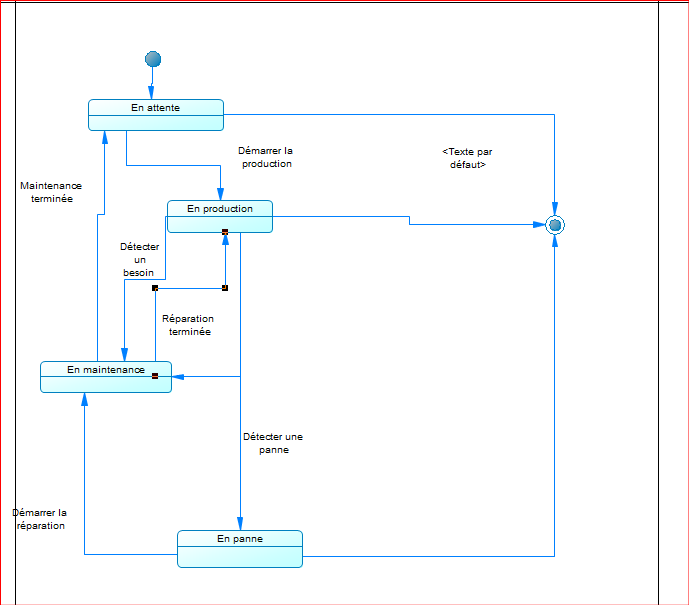 En attente
Démarrer la
production
<Texte par
défaut>
Maintenance
terminée
En production
Détecter
un
besoin
Réparation
terminée
En maintenance
Détecter une
panne
Démarrer la
réparation
En panne